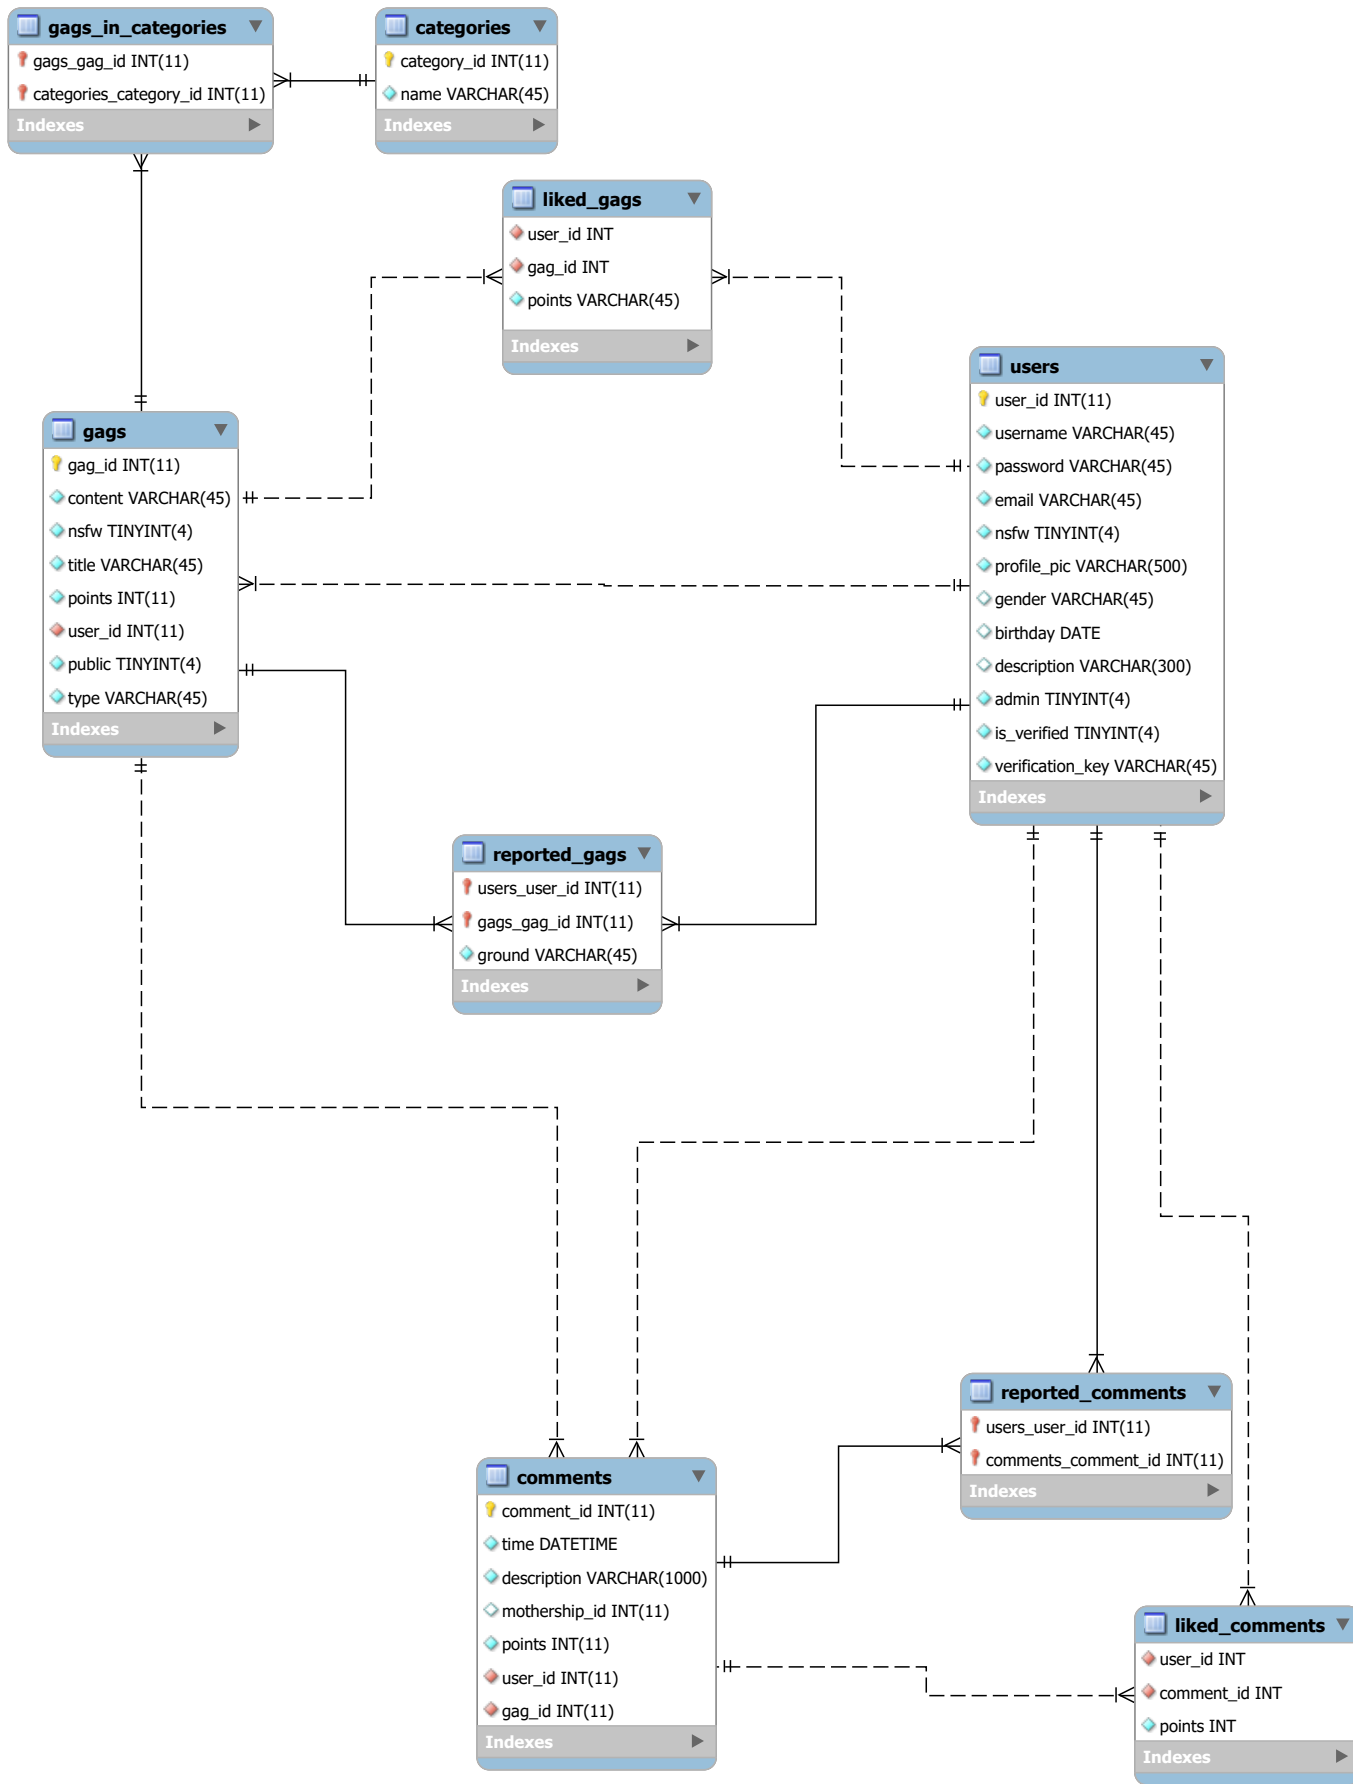 gags_in_categories
gags_gag_id INT(11)
categories_category_id INT(11)
Indexes
categories
category_id INT(11)
name VARCHAR(45)
Indexes
liked_gags
user_id INT
gag_id INT
points VARCHAR(45)
Indexes
users
user_id INT(11)
username VARCHAR(45)
password VARCHAR(45)
email VARCHAR(45)
nsfw TINYINT(4)
profile_pic VARCHAR(500)
gender VARCHAR(45)
birthday DATE
description VARCHAR(300)
admin TINYINT(4)
is_verified TINYINT(4)
verification_key VARCHAR(45)
Indexes
gags
gag_id INT(11)
content VARCHAR(45)
nsfw TINYINT(4)
title VARCHAR(45)
points INT(11)
user_id INT(11)
public TINYINT(4)
type VARCHAR(45)
Indexes
reported_gags
users_user_id INT(11)
gags_gag_id INT(11)
ground VARCHAR(45)
Indexes
reported_comments
users_user_id INT(11)
comments_comment_id INT(11)
Indexes
comments
comment_id INT(11)
time DATETIME
description VARCHAR(1000)
mothership_id INT(11)
points INT(11)
user_id INT(11)
gag_id INT(11)
Indexes
liked_comments
user_id INT
comment_id INT
points INT
Indexes